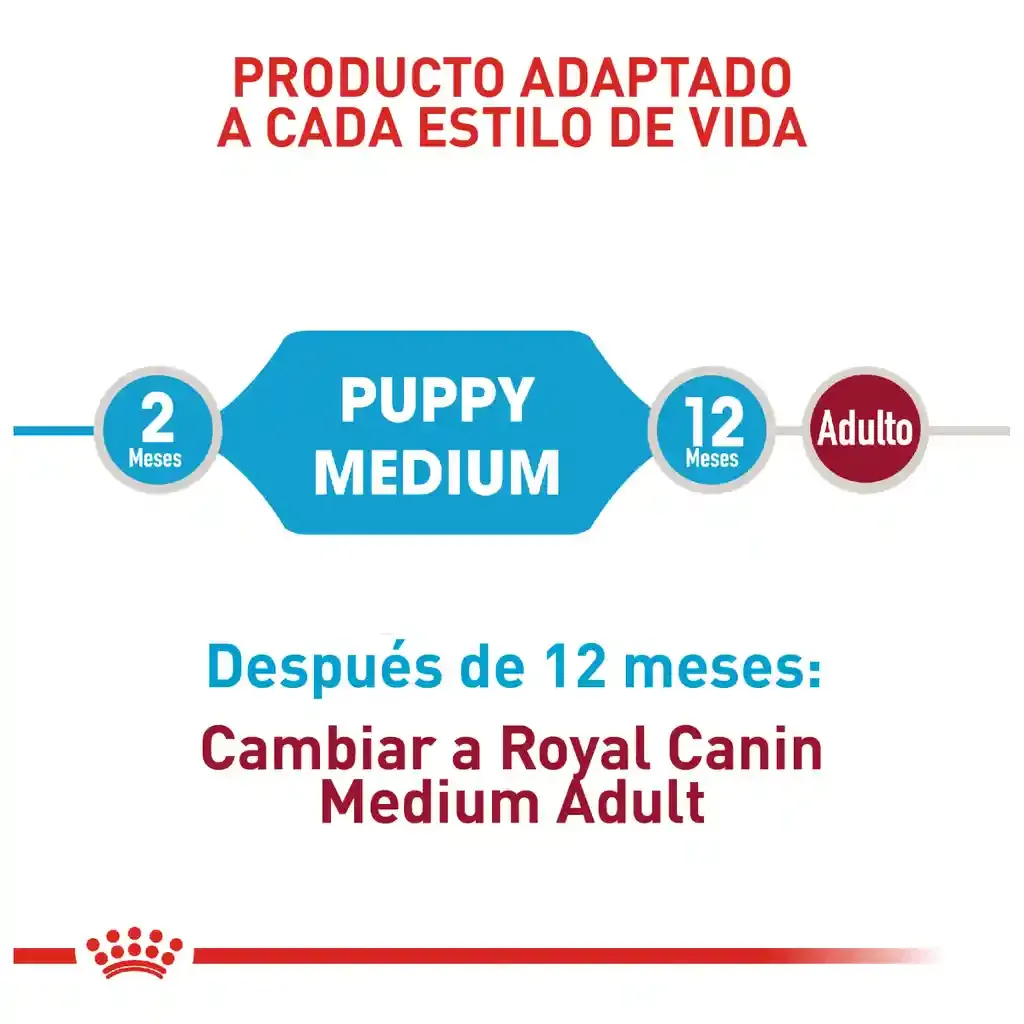 PRODUCTO ADAPTADO
A CADA ESTILO DE VIDA
2
Meses
PUPPY
MEDIUM
12
Meses
Adulto
Después de 12 meses:
Cambiar a Royal Canin
Medium Adult